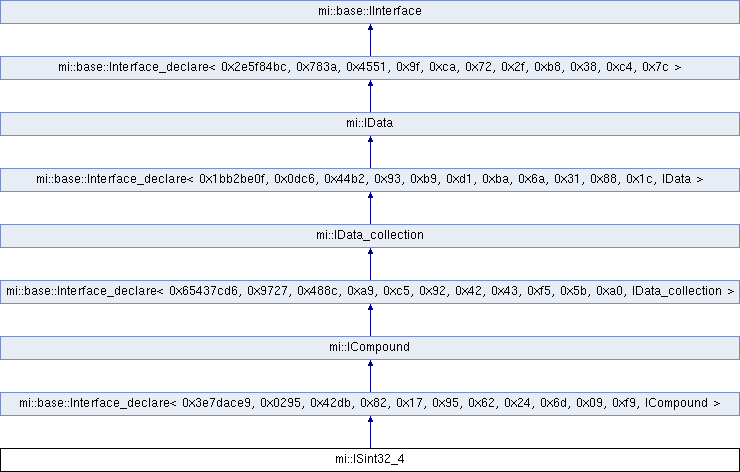 mi::base::IInterface
mi::base::Interface_declare< 0x2e5f84bc, 0x783a, 0x4551, 0x9f, 0xca, 0x72, 0x2f, 0xb8, 0x38, 0xc4, 0x7c >
mi::IData
mi::base::Interface_declare< 0x1bb2be0f, 0x0dc6, 0x44b2, 0x93, 0xb9, 0xd1, 0xba, 0x6a, 0x31, 0x88, 0x1c, IData >
mi::IData_collection
mi::base::Interface_declare< 0x65437cd6, 0x9727, 0x488c, 0xa9, 0xc5, 0x92, 0x42, 0x43, 0xf5, 0x5b, 0xa0, IData_collection >
mi::ICompound
mi::base::Interface_declare< 0x3e7dace9, 0x0295, 0x42db, 0x82, 0x17, 0x95, 0x62, 0x24, 0x6d, 0x09, 0xf9, ICompound >
mi::ISint32_4